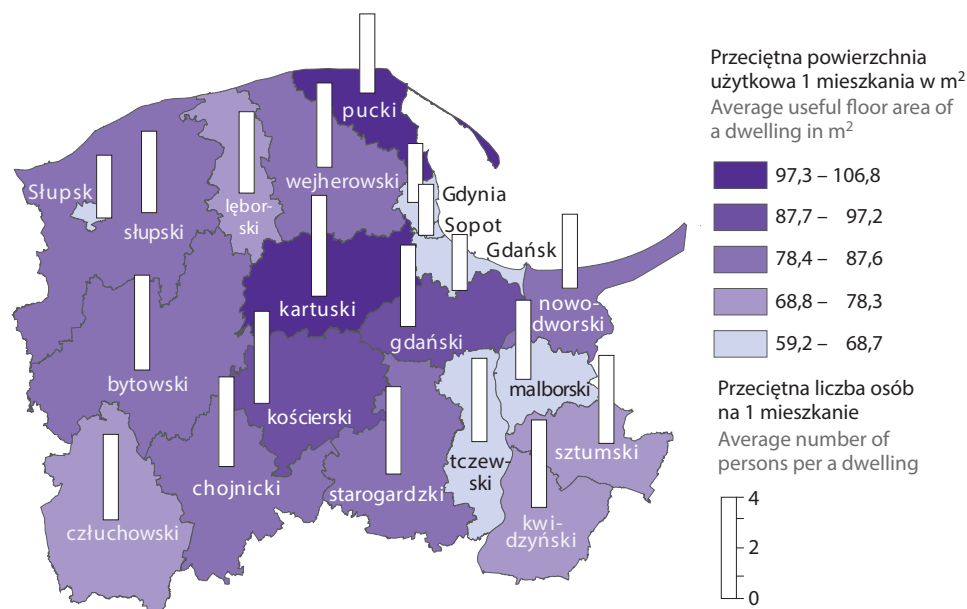 pucki
Słupsk
słupski
lębor-
ski
wejherowski
Gdynia
Sopot
Gdańsk
kartuski
gdański
nowo-
dworski
bytowski
kościerski
malborski
tczew-
ski
sztumski
chojnicki
starogardzki
człuchowski
kwi-
dzyński
Przeciętna powierzchnia
użytkowa 1 mieszkania w m²
Average useful floor area of
a dwelling in m²
97,3 – 106,8
87,7 – 97,2
78,4 – 87,6
68,8 – 78,3
59,2 – 68,7
Przeciętna liczba osób
na 1 mieszkanie
Average number of
persons per a dwelling
4
2
0